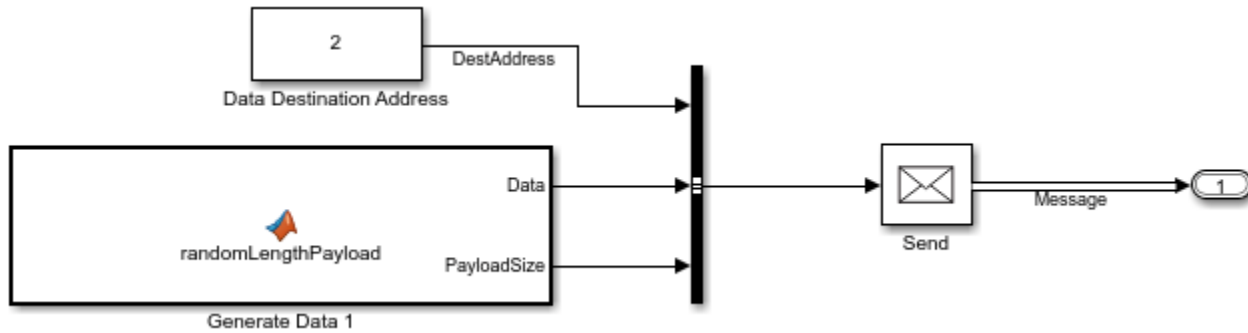 2
DestAddress
Data Destination Address
Data
randomLengthPayload
PayloadSize
Generate Data 1
Send
Message
1